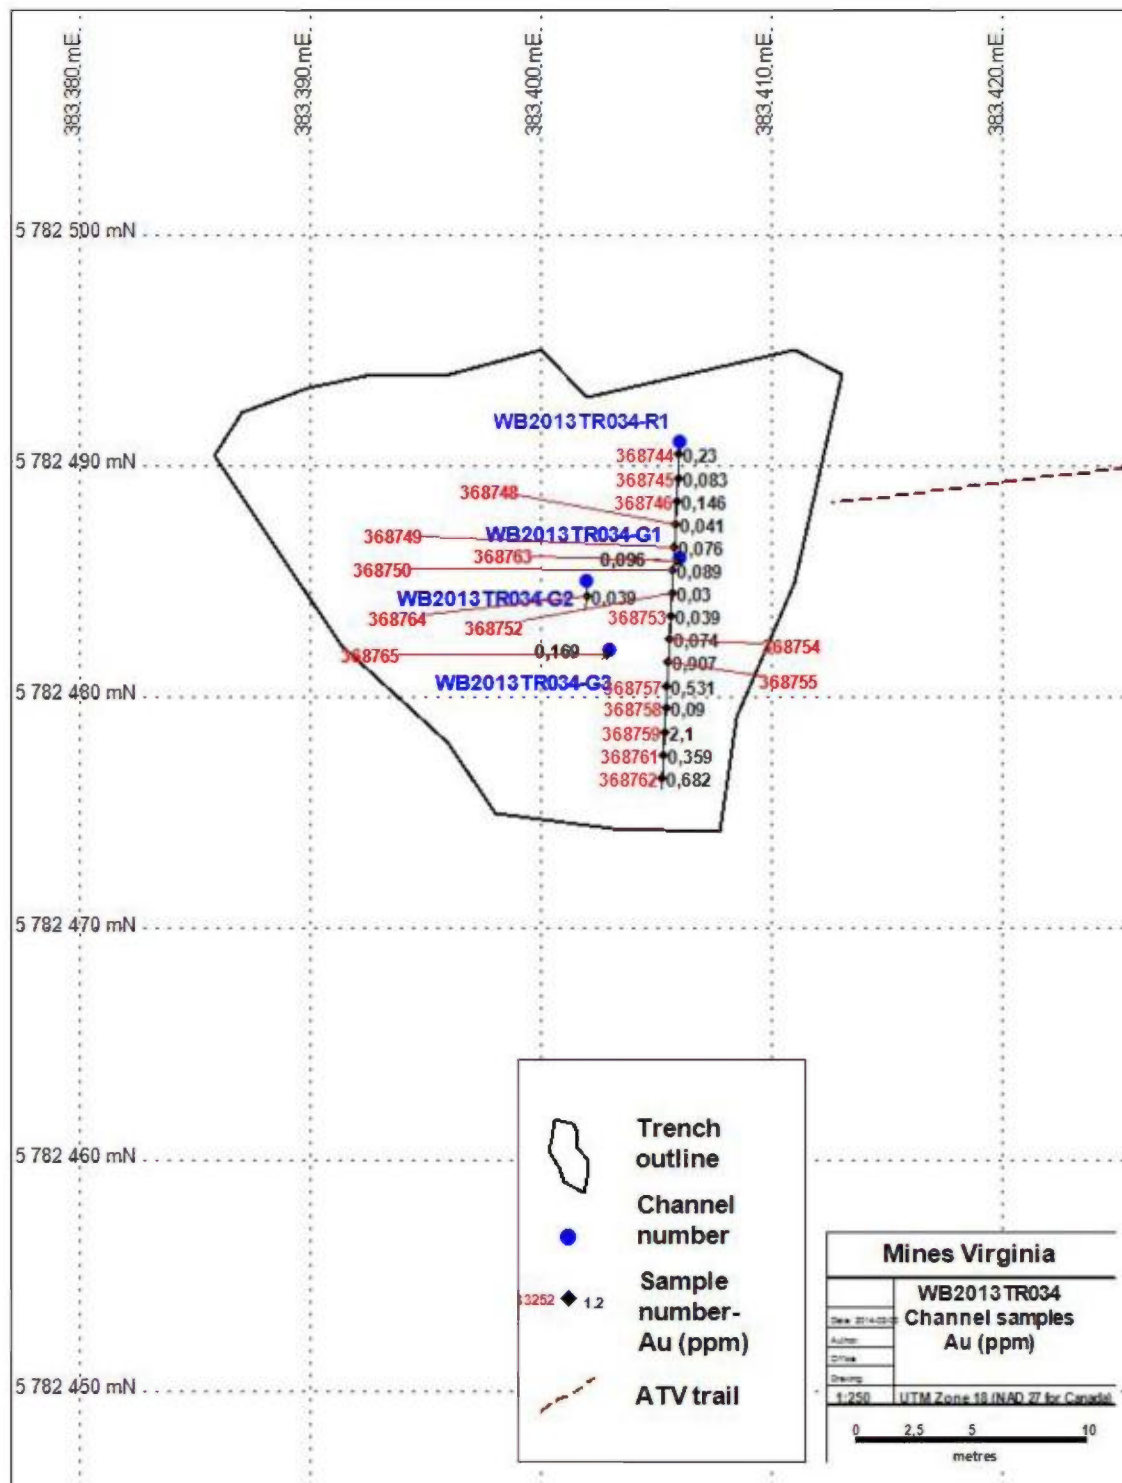 383.380 mE
383.390 mE
383.400 mE
383.410 mE
383.420 mE
5 782 500 mN
WB2013TR034-R1
5 782 490 mN
368744 0,23
368745 0,083
368748
368746 0,146
0,041
WB2013TR034-G1
368749
0,076
368763
0,096
368750
0,089
WB2013TR034-G2
0,039
0,03
368764
368752
368753 0,039
0,074
368754
0,169
368765
0,907
WB2013TR034-G3
368755
368757 0,531
5 782 480 mN
368758 0,09
368759 2,1
368761 0,359
368762 0,682
5 782 470 mN
5 782 460 mN
5 782 450 mN
Trench
outline
Channel
number
33252 1.2
Sample
number-
Au (ppm)
ATV trail
Mines Virginia
WB2013TR034
Channel samples
Au (ppm)
Author:
Office:
Drawing:
1:250
UTM Zone 18 (NAD 27 for Canada)
0 2,5 5 10
metres